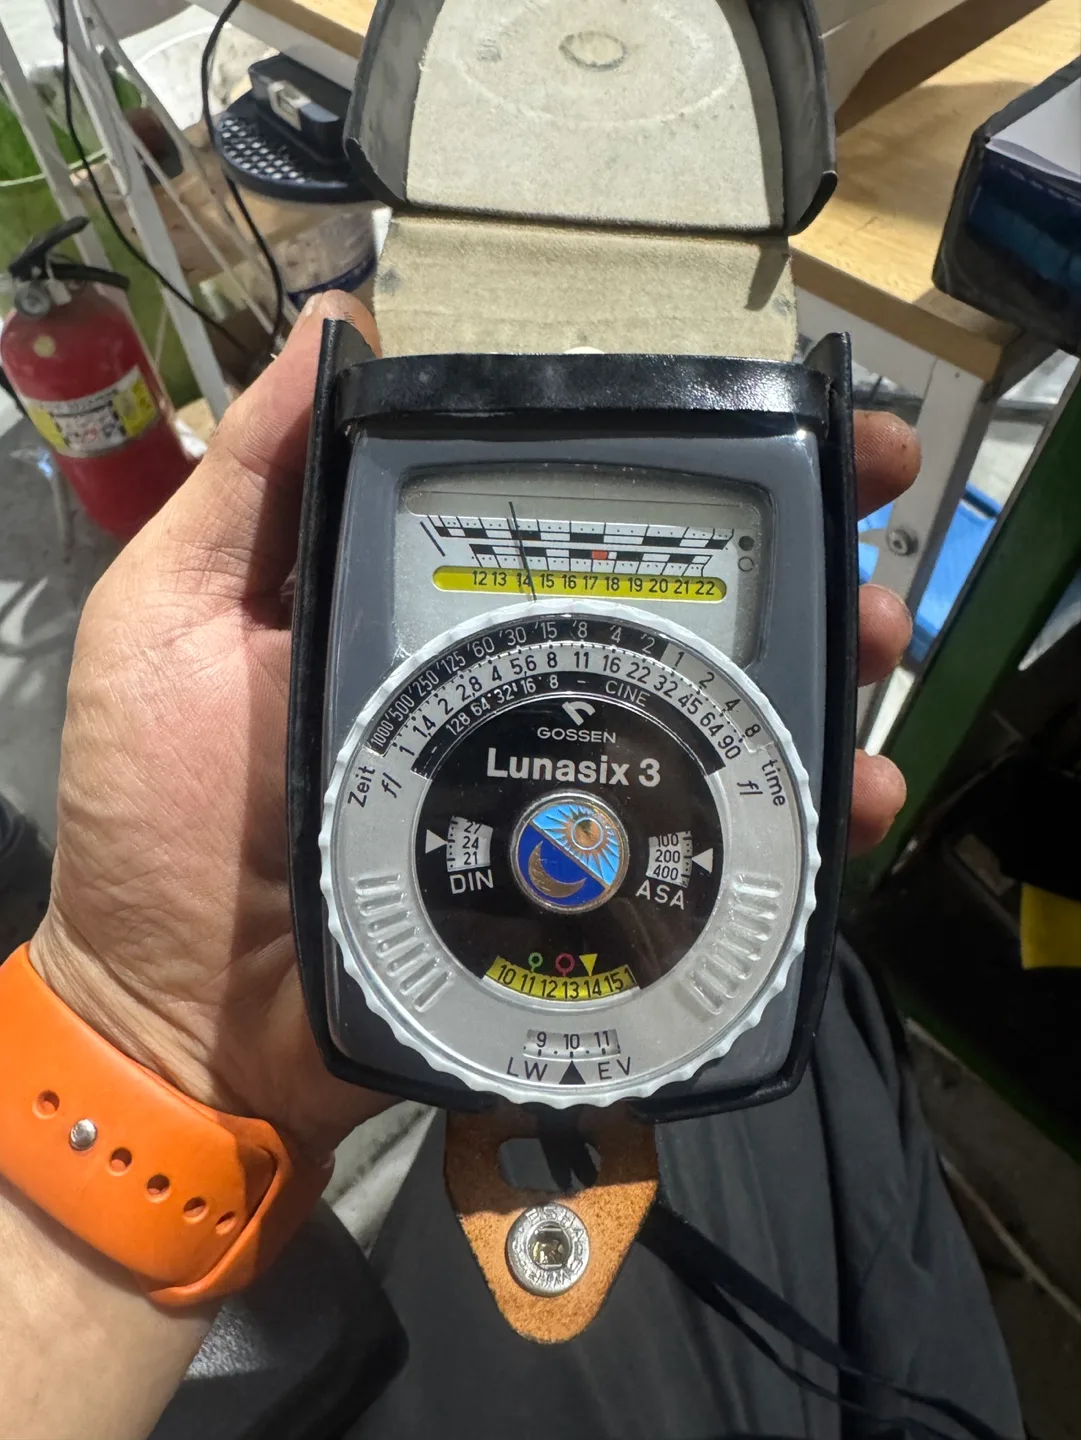 12 13 14 15 16 17 18 19 20 21 22
1000 '500 '250 '125 '60 '30 '15 '8 '4 '2 1 2 4 8
1 1,4 2 2,8 4 5,6 8 11 16 22 32 45 64 90
128 64 32 16 8 – CINE
Zeit
f/
time
f/
GOSSEN
Lunasix 3
27
24
21
DIN
100
200
400
ASA
10 11 12 13 14 15 1
9 10 11
LW EV